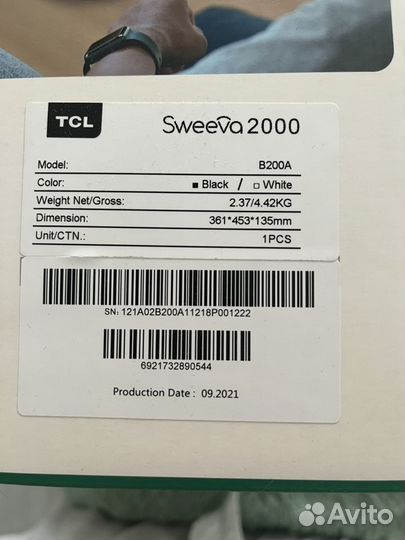 TCL Sweeva 2000
Model: B200A
Color: ■ Black / □ White
Weight Net/Gross: 2.37/4.42KG
Dimension: 361*453*135mm
Unit/CTN.: 1PCS
SN: 121A02B200A11218P001222
6921732890544
Production Date : 09.2021
Avito